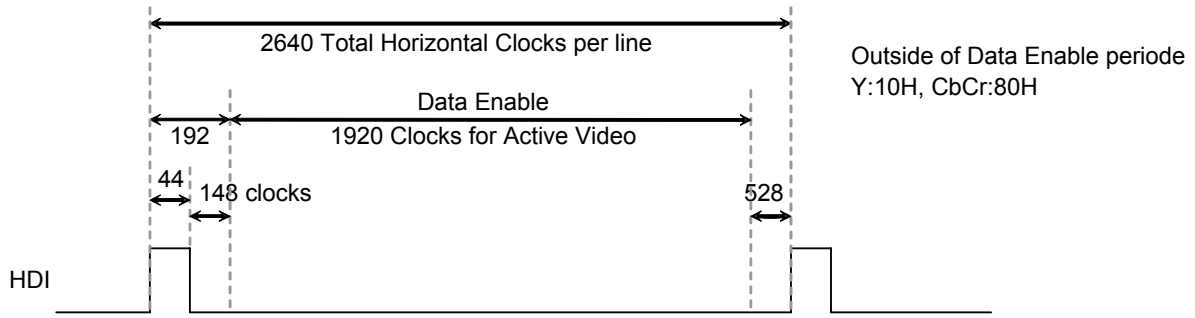 2640 Total Horizontal Clocks per line
Outside of Data Enable periode
Y:10H, CbCr:80H
Data Enable
192
1920 Clocks for Active Video
44
148 clocks
528
HDI